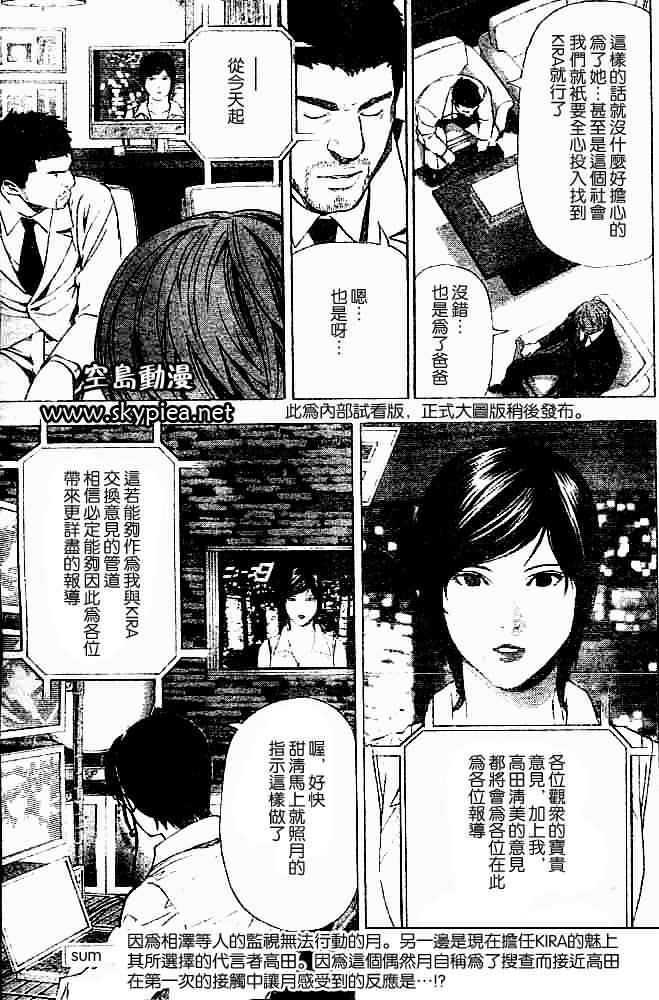 這樣的話就沒什麼好擔心的
為了她…甚至是這個社會
我們就衹要全心投入找到
KIRA就行了
沒錯…
也是為了爸爸
嗯…
也是呀…
——
從今天起
空島動漫
www.skypiea.net
此為內部試看版，正式大圖版稍後發布。
各位觀衆的寶貴
意見，加上我，
高田清美的意見
都將會為各位在此
為各位報導
這若能夠作為我與KIRA
交換意見的管道
相信必定能夠因此為各位
帶來更詳盡的報導
9
喔，好快
甜清馬上就照月的
指示這樣做了
sum
因為相澤等人的監視無法行動的月。另一邊是現在擔任KIRA的魅上
其所選擇的代言者高田。因為這個偶然月自稱為了搜查而接近高田
在第一次的接觸中讓月感受到的反應是…!?